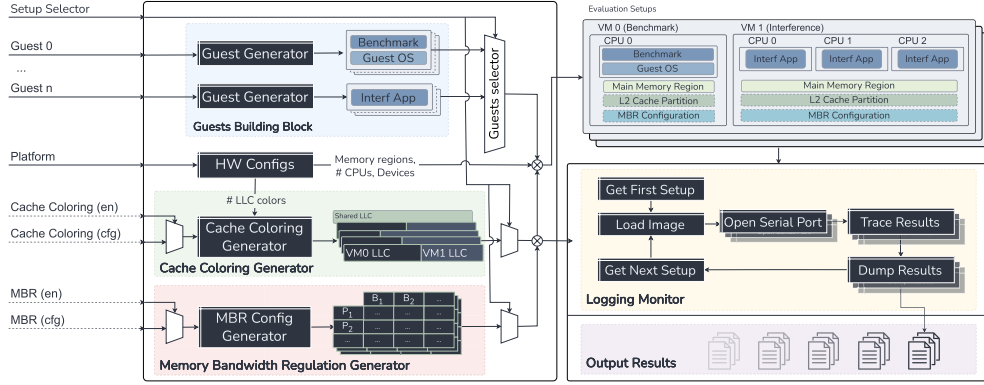 Setup Selector
Guest 0
...
Guest n
Platform
Cache Coloring (en)
Cache Coloring (cfg)
MBR (en)
MBR (cfg)
Guest Generator
Benchmark
Guest OS
Guest Generator
Interf App
Guests Building Block
Guests selector
HW Configs
Memory regions,
# CPUs, Devices
# LLC colors
Cache Coloring
Generator
Shared LLC
VM0 LLC
VM1 LLC
Cache Coloring Generator
MBR Config
Generator
B1 B2 ...
P1 ... ... ...
P2 ... ... ...
... ... ... ...
Memory Bandwidth Regulation Generator
Evaluation Setups
VM 0 (Benchmark)
CPU 0
Benchmark
Guest OS
Main Memory Region
L2 Cache Partition
MBR Configuration
VM 1 (Interference)
CPU 0
CPU 1
CPU 2
Interf App
Interf App
Interf App
Main Memory Region
L2 Cache Partition
MBR Configuration
Get First Setup
Load Image
Open Serial Port
Trace Results
Get Next Setup
Dump Results
Logging Monitor
Output Results